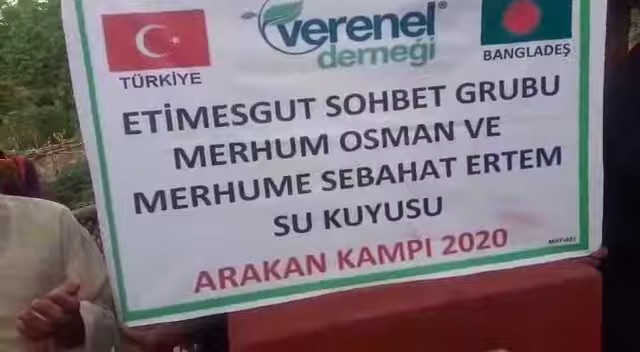 verenel®
derneği
TÜRKİYE
BANGLADEŞ
ETİMESGUT SOHBET GRUBU
MERHUM OSMAN VE
MERHUME SEBAHAT ERTEM
SU KUYUSU
ARAKAN KAMPI 2020